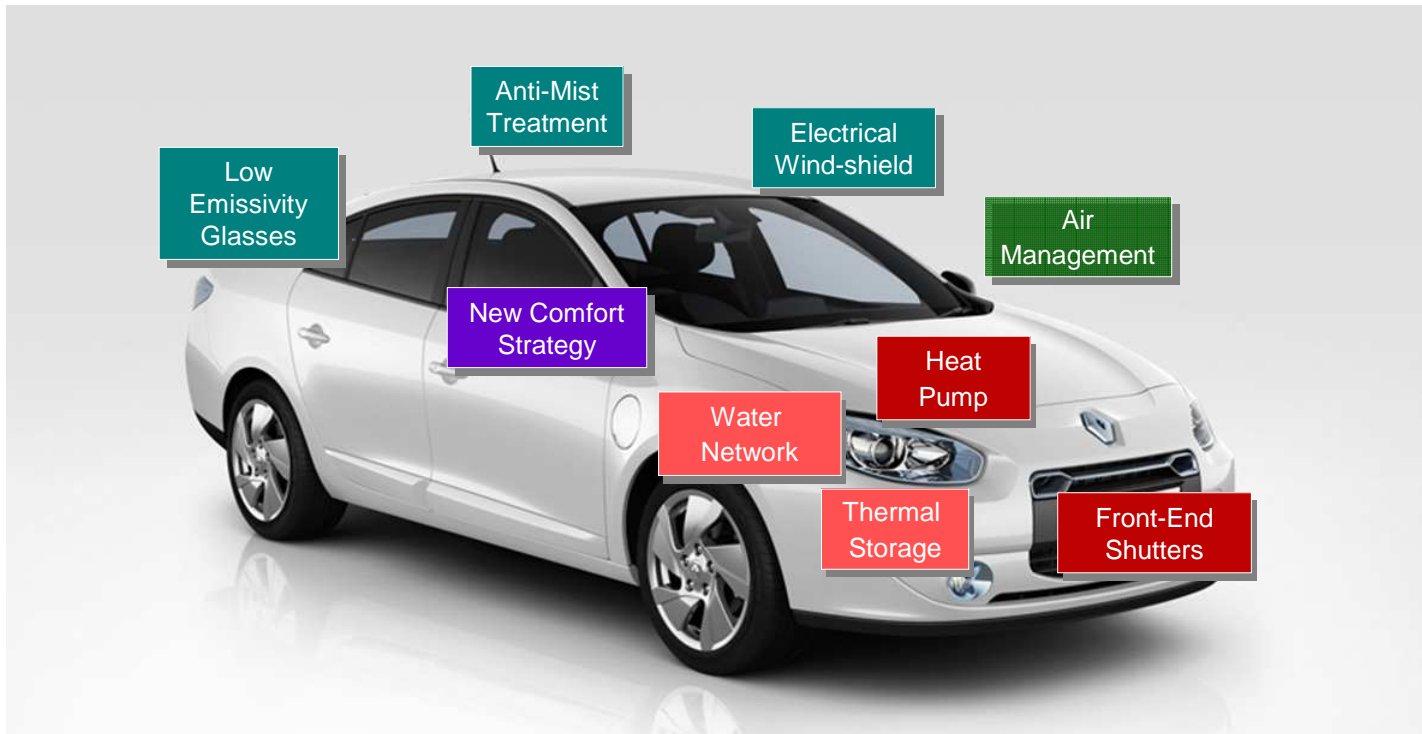 Anti-Mist
Treatment
Electrical
Wind-shield
Low
Emissivity
Glasses
Air
Management
New Comfort
Strategy
Heat
Pump
Water
Network
Thermal
Storage
Front-End
Shutters